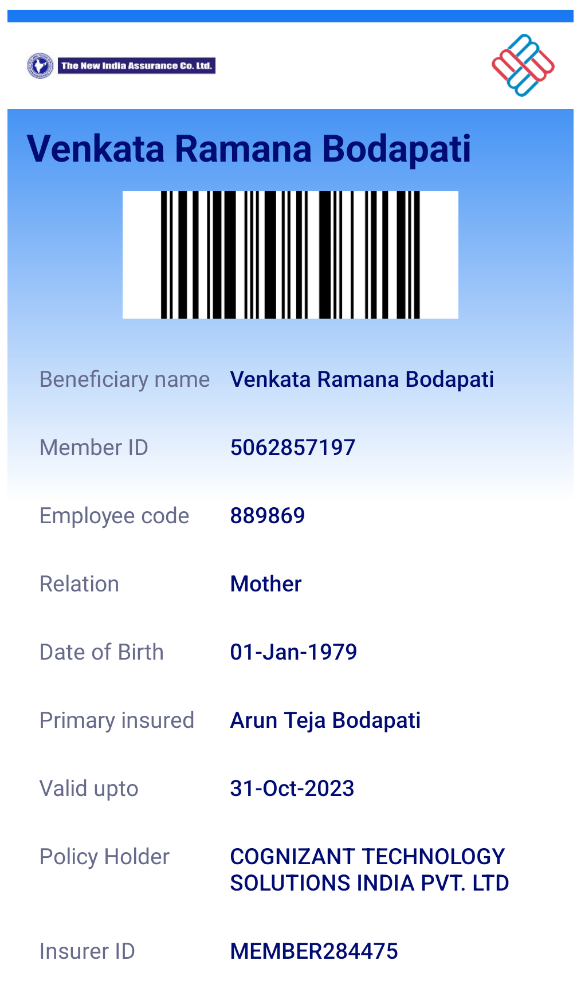 The New India Assurance Co. Ltd.
Venkata Ramana Bodapati
Beneficiary name Venkata Ramana Bodapati
Member ID 5062857197
Employee code 889869
Relation Mother
Date of Birth 01-Jan-1979
Primary insured Arun Teja Bodapati
Valid upto 31-Oct-2023
Policy Holder COGNIZANT TECHNOLOGY
SOLUTIONS INDIA PVT. LTD
Insurer ID MEMBER284475